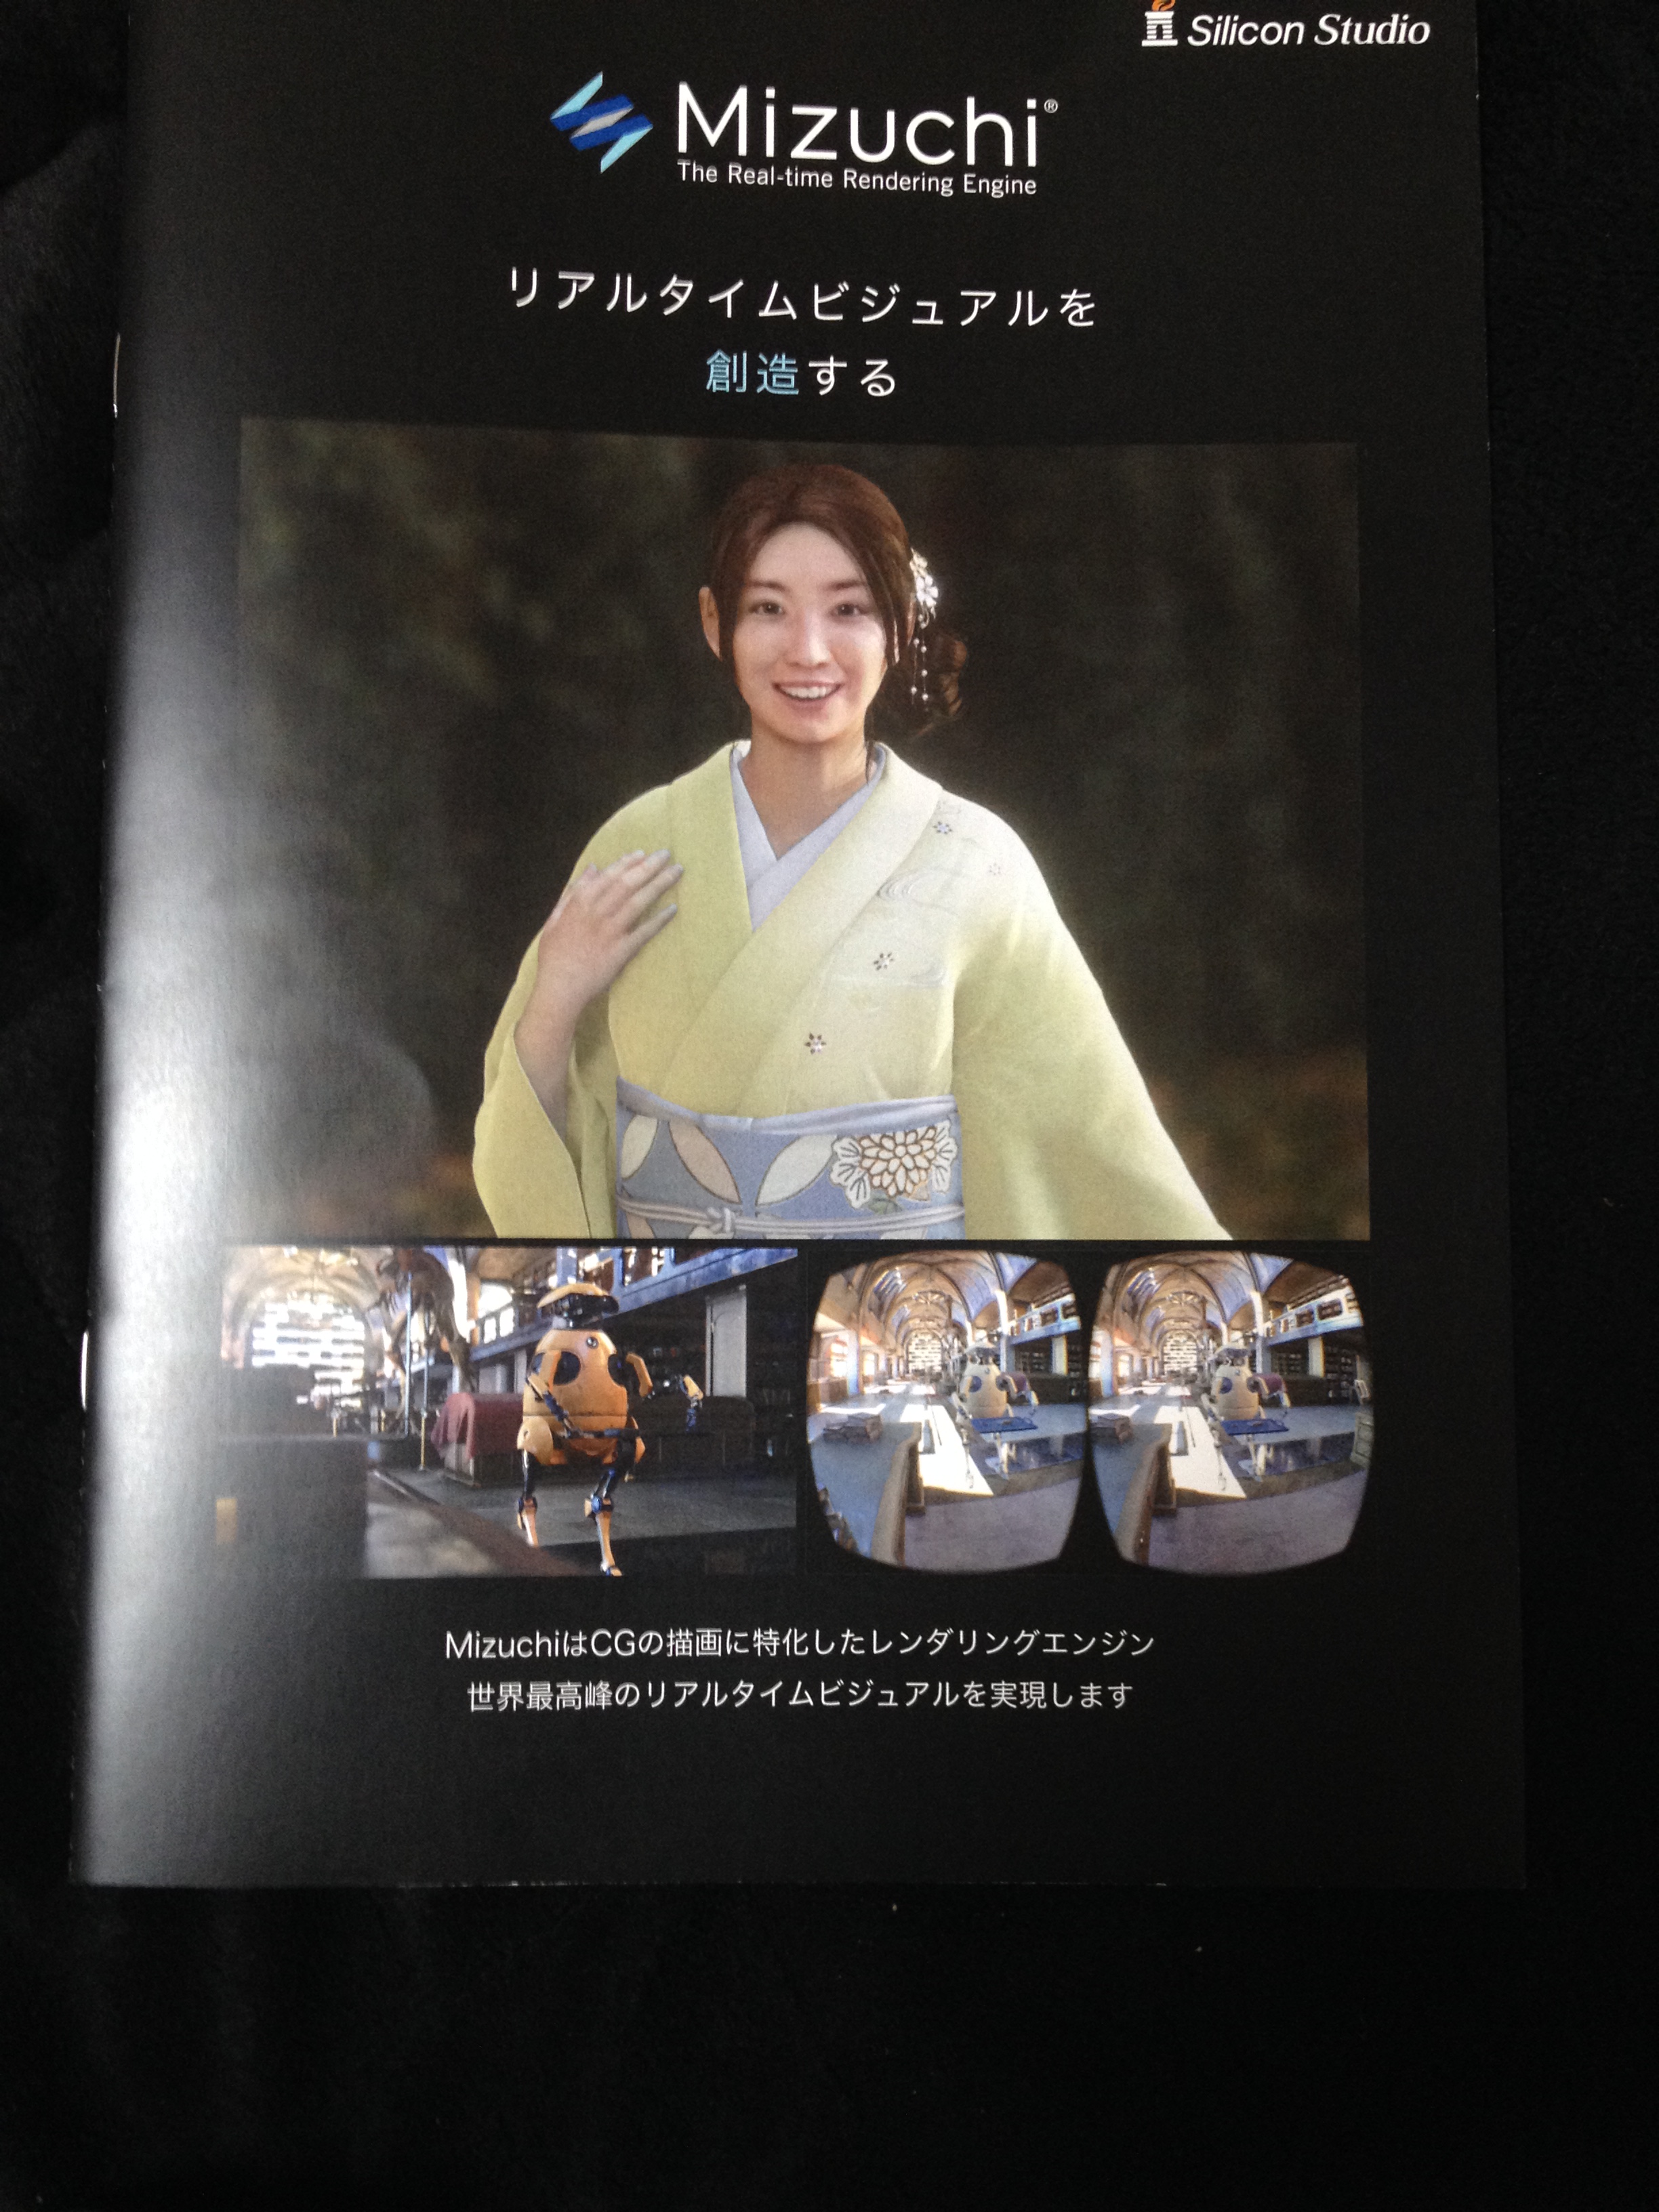 Silicon Studio
Mizuchi®
The Real-time Rendering Engine
リアルタイムビジュアルを
創造する
MizuchiはCGの描画に特化したレンダリングエンジン
世界最高峰のリアルタイムビジュアルを実現します